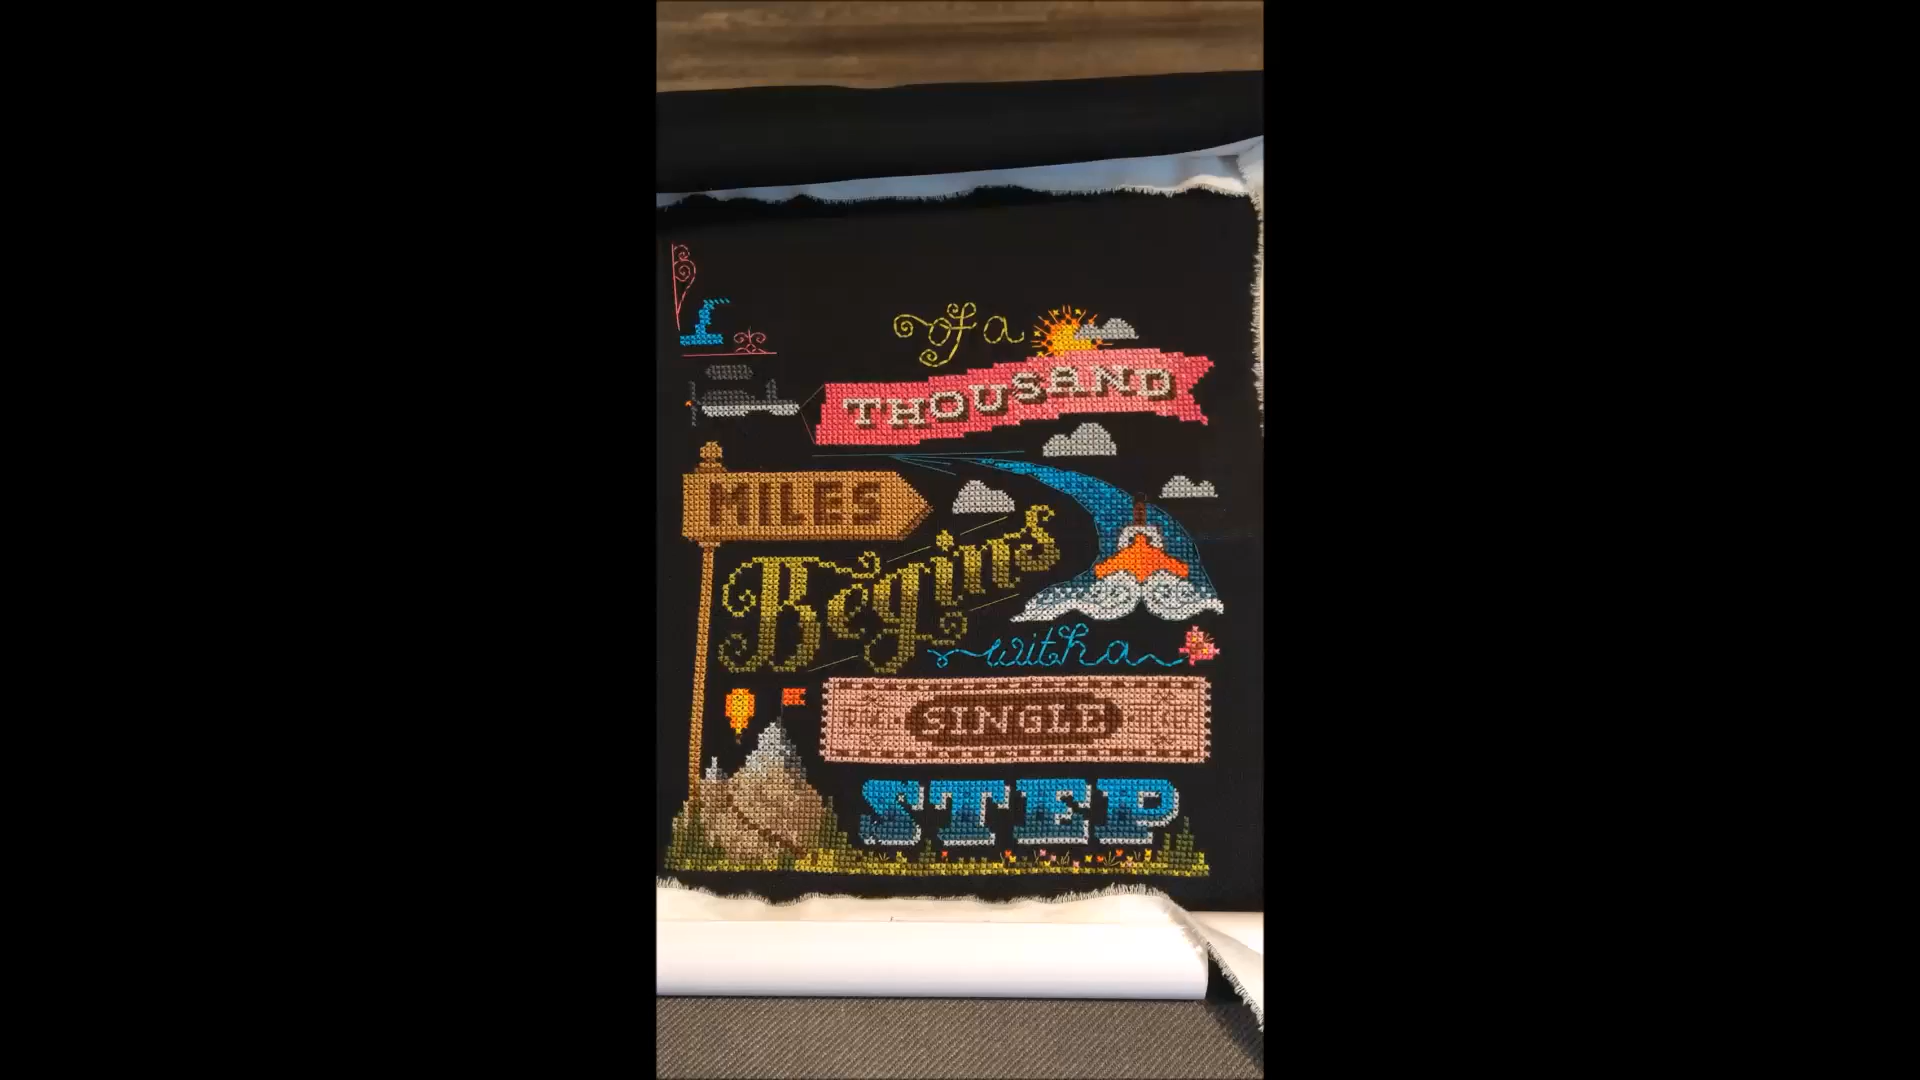 of a
THOUSAND
MILES
Begins
with a
SINGLE
STEP